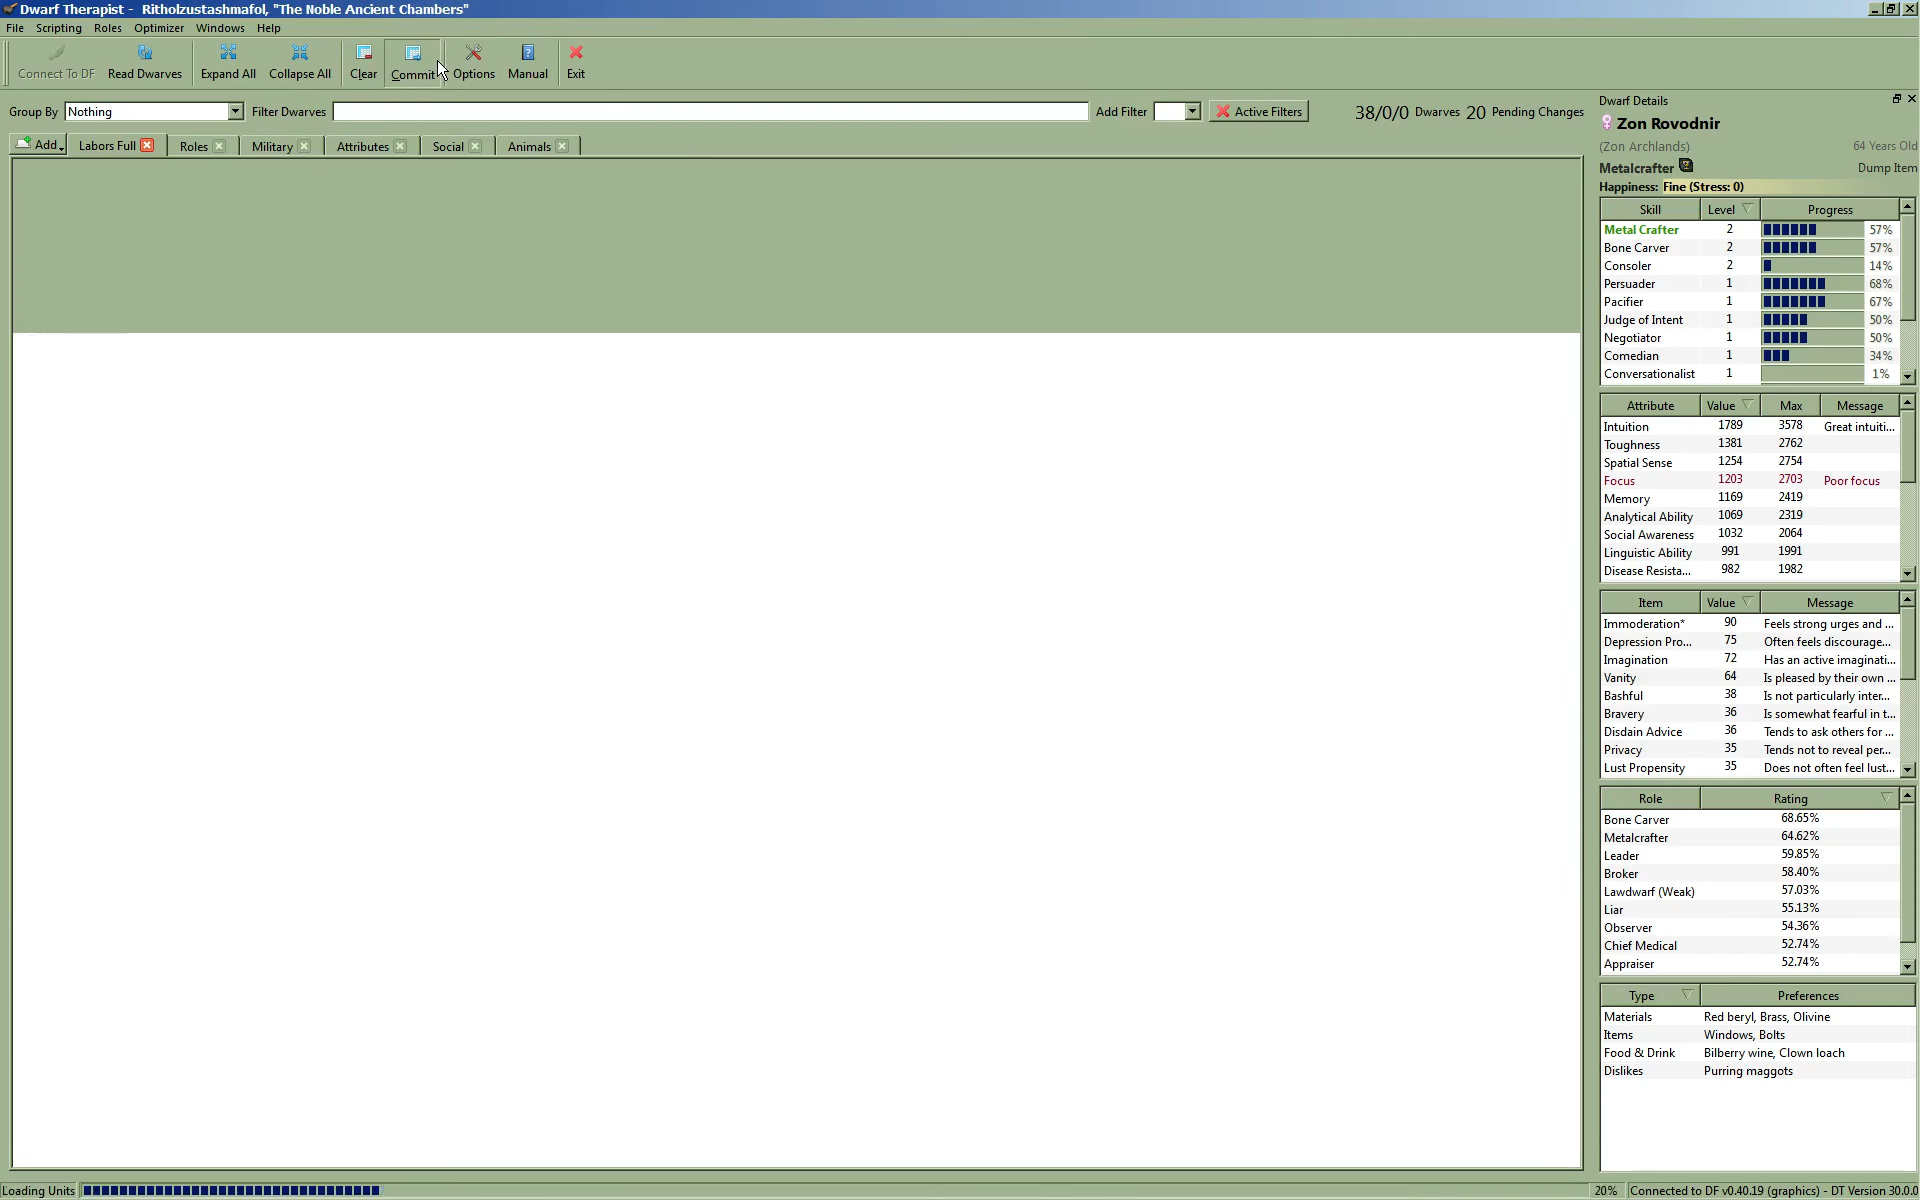 Dwarf Therapist - Ritholzustashmafol, "The Noble Ancient Chambers"
File Scripting Roles Optimizer Windows Help
Connect To DF Read Dwarves Expand All Collapse All Clear Commit Options Manual Exit
Group By Nothing Filter Dwarves Add Filter Active Filters 38/0/0 Dwarves 20 Pending Changes
Add Labors Full Roles Military Attributes Social Animals
Dwarf Details
Zon Rovodnir
(Zon Archlands) 64 Years Old
Metalcrafter Dump Item
Happiness: Fine (Stress: 0)
Skill Level Progress
Metal Crafter 2 57%
Bone Carver 2 57%
Consoler 2 14%
Persuader 1 68%
Pacifier 1 67%
Judge of Intent 1 50%
Negotiator 1 50%
Comedian 1 34%
Conversationalist 1 1%
Attribute Value Max Message
Intuition 1789 3578 Great intuiti...
Toughness 1381 2762
Spatial Sense 1254 2754
Focus 1203 2703 Poor focus
Memory 1169 2419
Analytical Ability 1069 2319
Social Awareness 1032 2064
Linguistic Ability 991 1991
Disease Resista... 982 1982
Item Value Message
Immoderation* 90 Feels strong urges and ...
Depression Pro... 75 Often feels discourage...
Imagination 72 Has an active imaginati...
Vanity 64 Is pleased by their own ...
Bashful 38 Is not particularly inter...
Bravery 36 Is somewhat fearful in t...
Disdain Advice 36 Tends to ask others for ...
Privacy 35 Tends not to reveal per...
Lust Propensity 35 Does not often feel lust...
Role Rating
Bone Carver 68.65%
Metalcrafter 64.62%
Leader 59.85%
Broker 58.40%
Lawdwarf (Weak) 57.03%
Liar 55.13%
Observer 54.36%
Chief Medical 52.74%
Appraiser 52.74%
Type Preferences
Materials Red beryl, Brass, Olivine
Items Windows, Bolts
Food & Drink Bilberry wine, Clown loach
Dislikes Purring maggots
Loading Units 20% Connected to DF v0.40.19 (graphics) - DT Version 30.0.0